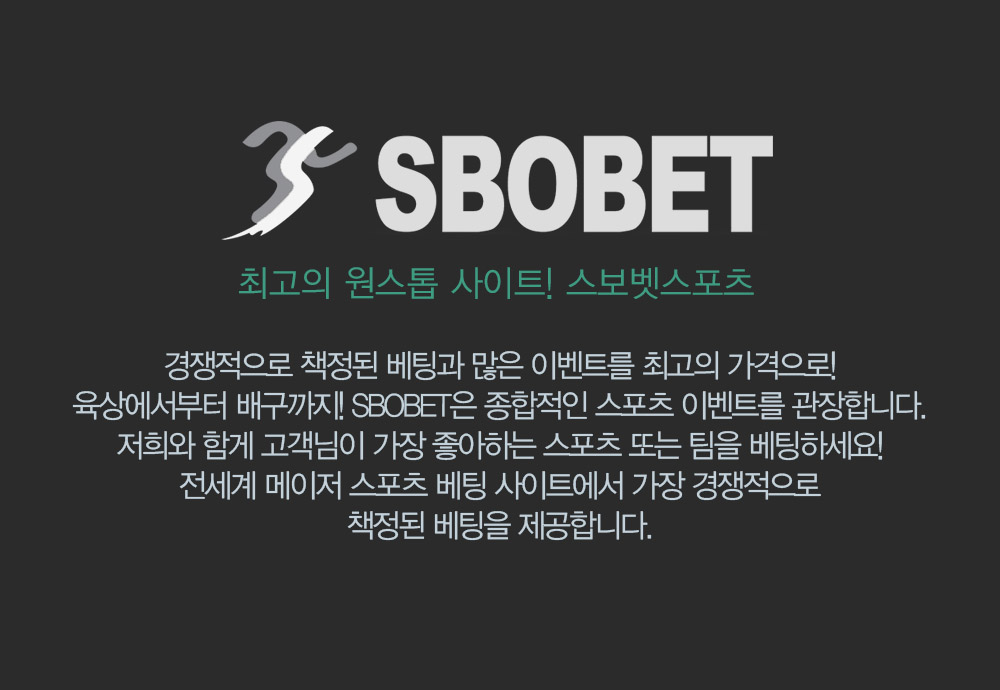 SBOBET
최고의 원스톱 사이트! 스보벳스포츠
경쟁적으로 책정된 베팅과 많은 이벤트를 최고의 가격으로!
육상에서부터 배구까지! SBOBET은 종합적인 스포츠 이벤트를 관장합니다.
저희와 함게 고객님이 가장 좋아하는 스포츠 또는 팀을 베팅하세요!
전세계 메이저 스포츠 베팅 사이트에서 가장 경쟁적으로
책정된 베팅을 제공합니다.